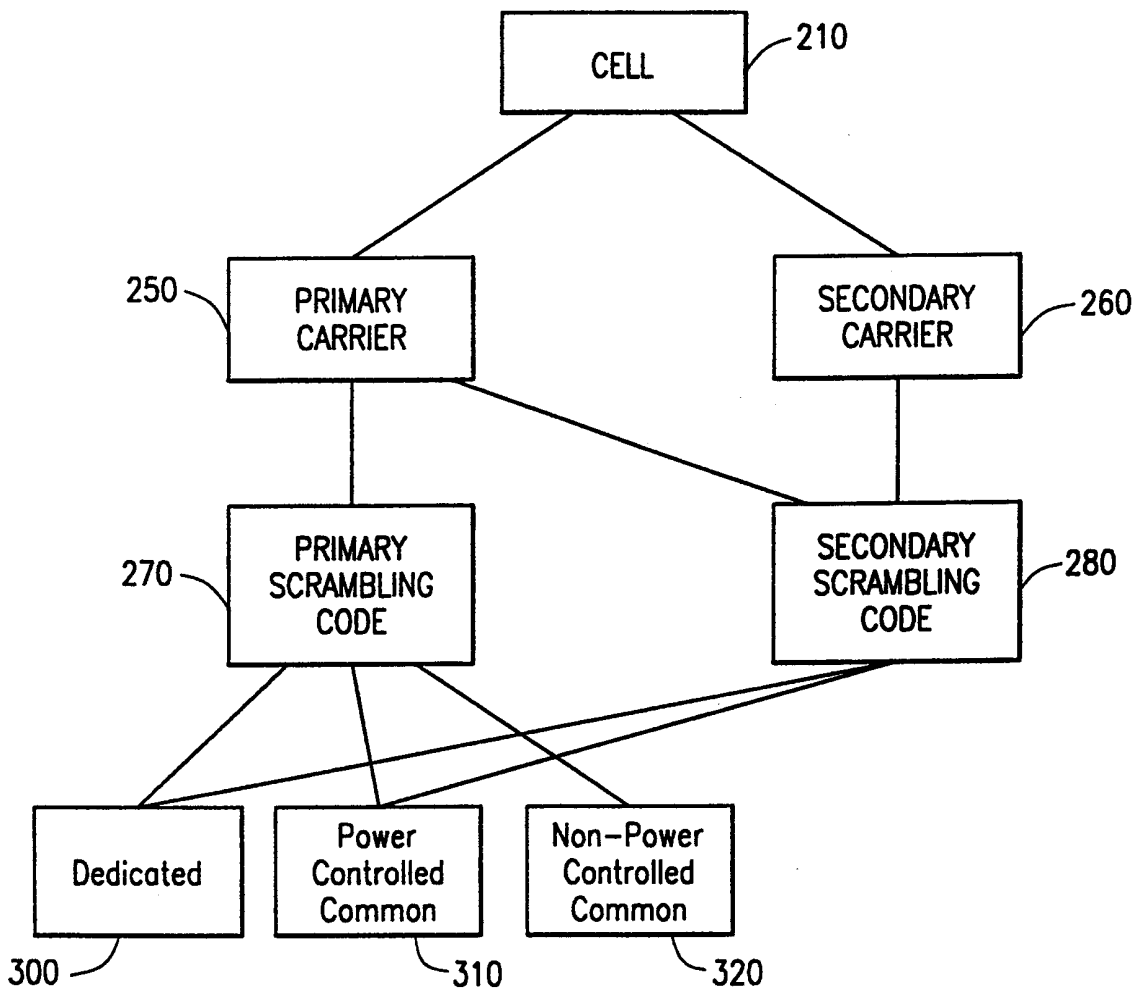 CELL
210
250
PRIMARY
CARRIER
SECONDARY
CARRIER
260
270
PRIMARY
SCRAMBLING
CODE
SECONDARY
SCRAMBLING
CODE
280
Dedicated
Power
Controlled
Common
Non-Power
Controlled
Common
300
310
320